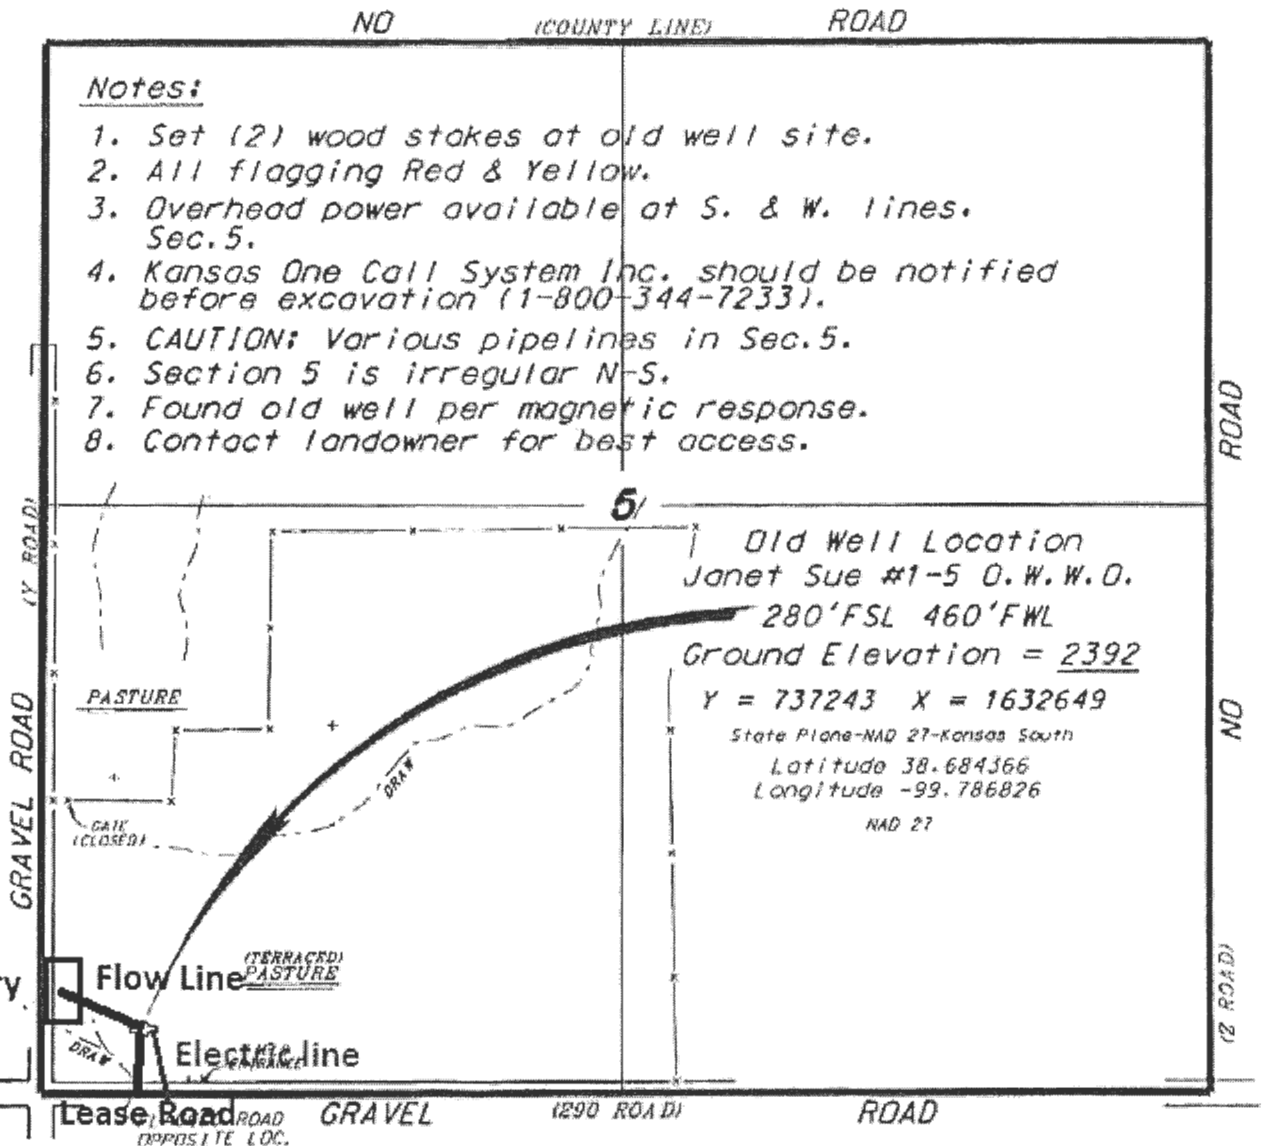 NO (COUNTY LINE) ROAD
Notes:
1. Set (2) wood stakes at old well site.
2. All flagging Red & Yellow.
3. Overhead power available at S. & W. lines.
Sec.5.
4. Kansas One Call System Inc. should be notified
before excavation (1-800-344-7233).
5. CAUTION: Various pipelines in Sec.5.
6. Section 5 is irregular N-S.
7. Found old well per magnetic response.
8. Contact landowner for best access.
ROAD
NO
(Z ROAD)
(Y ROAD)
GRAVEL ROAD
5
Old Well Location
Janet Sue #1-5 O.W.W.O.
280'FSL 460'FWL
Ground Elevation = 2392
Y = 737243 X = 1632649
State Plane-NAD 27-Kansas South
Latitude 38.684366
Longitude -99.786826
NAD 27
PASTURE
DRAW
GATE
(CLOSED)
(TERRACED)
PASTURE
ry
Flow Line
DRAW
Electric line
ENTRANCE
Lease Road
ROAD
OPPOSITE LOC.
GRAVEL (290 ROAD) ROAD